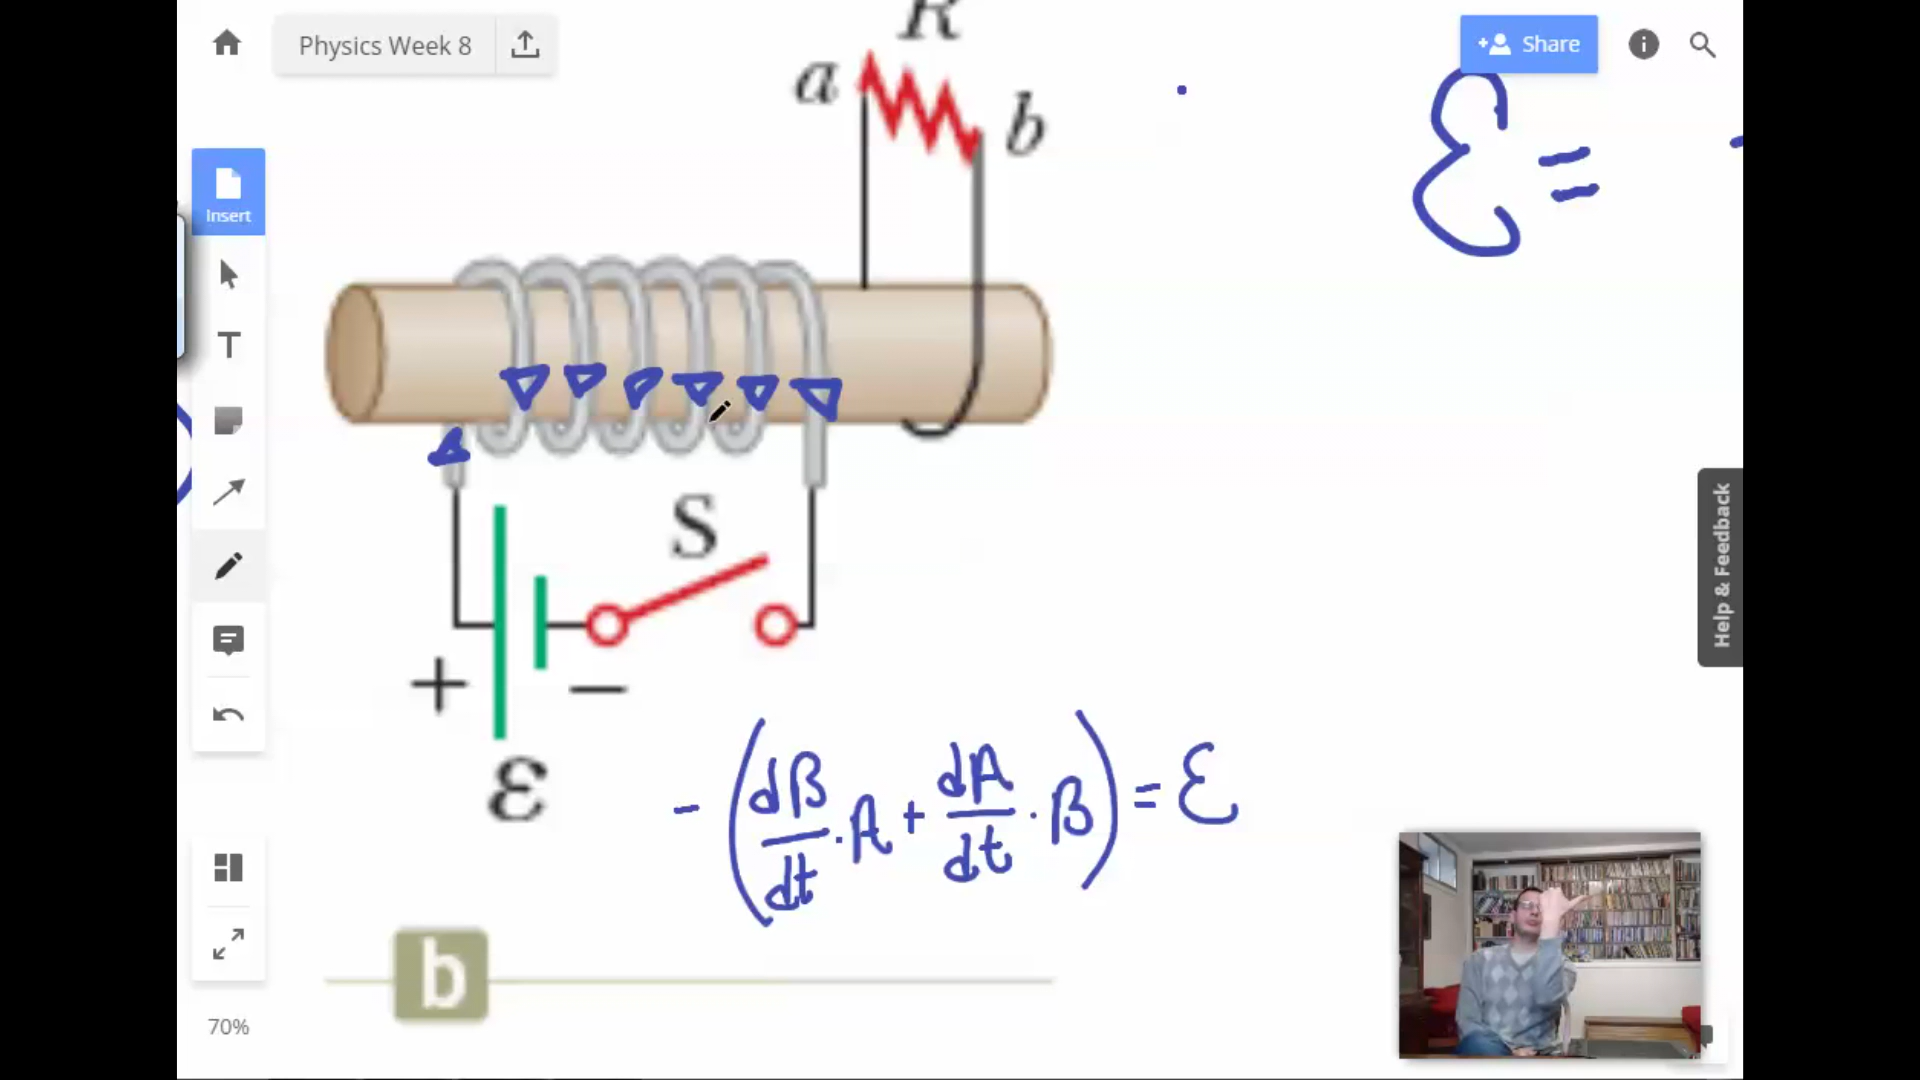 Physics Week 8
Share
R
a
b
ℰ =
Insert
T
S
+
−
ε
- (dB/dt · A + dA/dt · B) = ℰ
b
70%
Help & Feedback